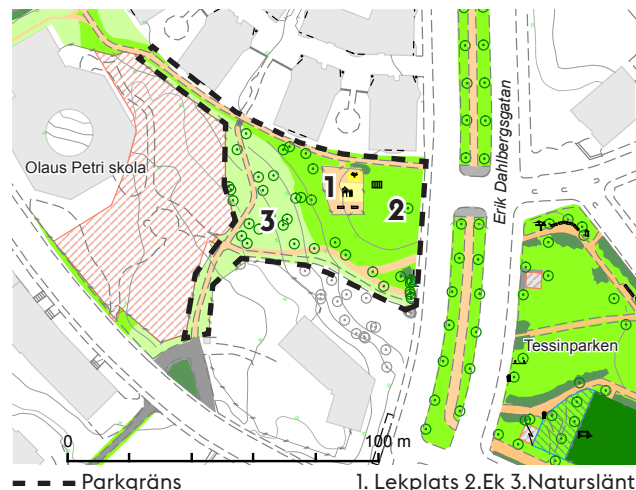 Erik Dahlbergsgatan
Olaus Petri skola
1
2
3
Tessinparken
0 100 m
Parkgräns 1. Lekplats 2.Ek 3.Naturslänt